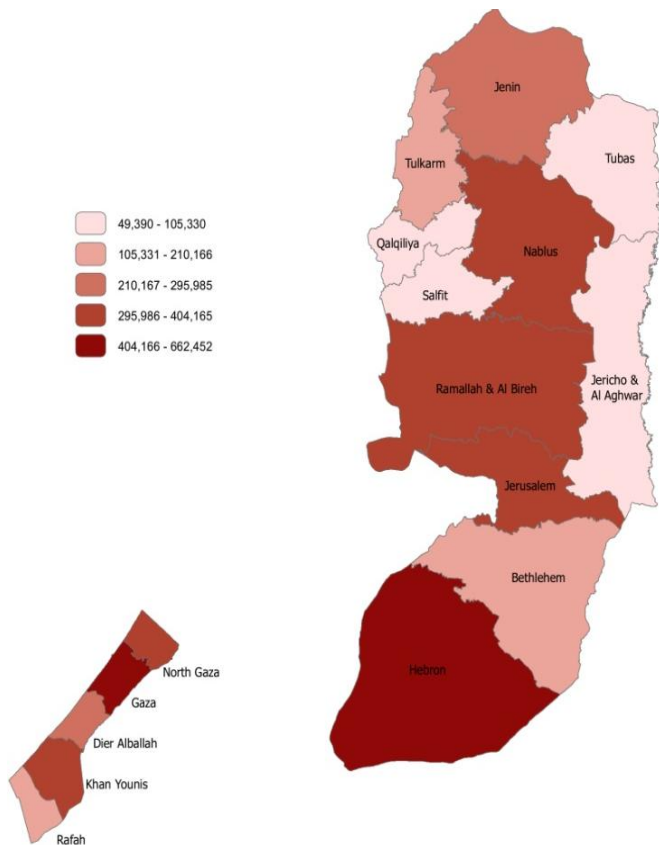 Jenin
Tulkarm
Tubas
49,390 - 105,330
105,331 - 210,166
210,167 - 295,985
295,986 - 404,165
404,166 - 662,452
Qalqiliya
Nablus
Salfit
Ramallah & Al Bireh
Jericho &
Al Aghwar
Jerusalem
Bethlehem
Hebron
North Gaza
Gaza
Dier Alballah
Khan Younis
Rafah